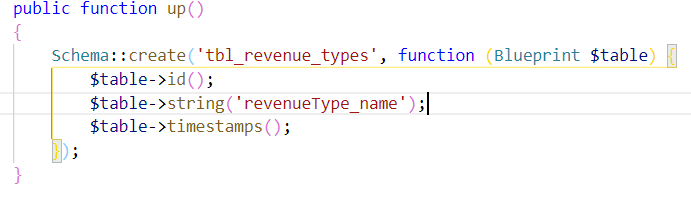 public function up()
{
    Schema::create('tbl_revenue_types', function (Blueprint $table) {
        $table->id();
        $table->string('revenueType_name');
        $table->timestamps();
    });
}